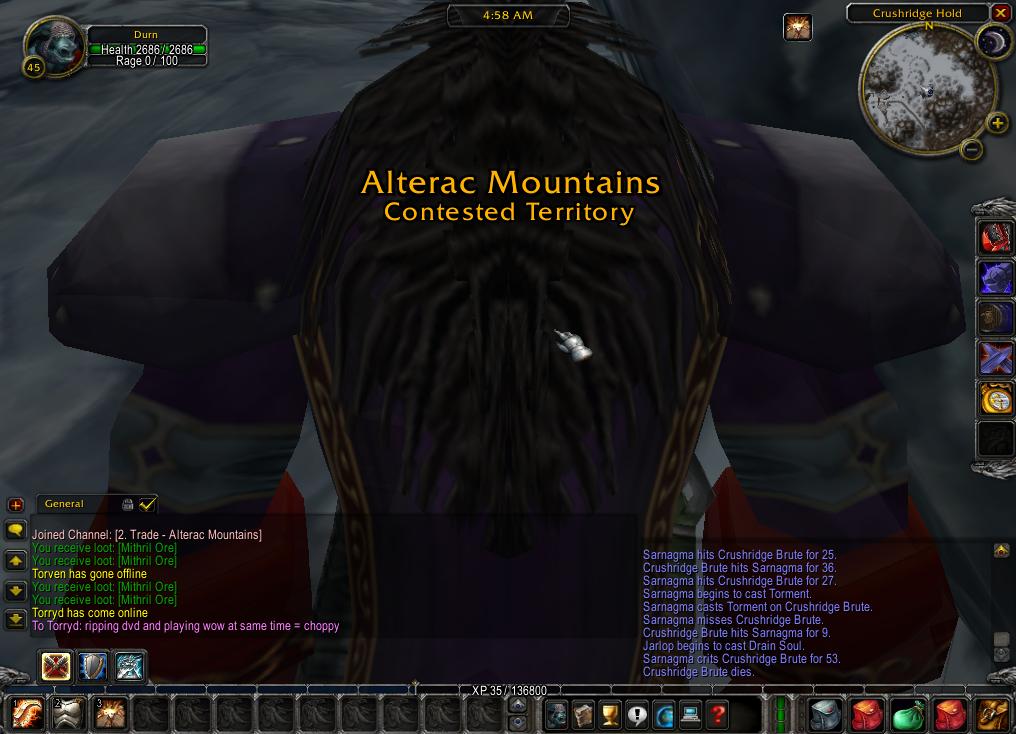 4:58 AM
Durn
Health 2686 / 2686
Rage 0 / 100
45
Crushridge Hold
N
Alterac Mountains
Contested Territory
General
Joined Channel: [2. Trade - Alterac Mountains]
You receive loot: [Mithril Ore]
You receive loot: [Mithril Ore]
Torven has gone offline
You receive loot: [Mithril Ore]
You receive loot: [Mithril Ore]
Torryd has come online
To Torryd: ripping dvd and playing wow at same time = choppy
Sarnagma hits Crushridge Brute for 25.
Crushridge Brute hits Sarnagma for 36.
Sarnagma hits Crushridge Brute for 27.
Sarnagma begins to cast Torment.
Sarnagma casts Torment on Crushridge Brute.
Sarnagma misses Crushridge Brute.
Crushridge Brute hits Sarnagma for 9.
Jarlop begins to cast Drain Soul.
Sarnagma crits Crushridge Brute for 53.
Crushridge Brute dies.
XP 35 / 136800
2
3